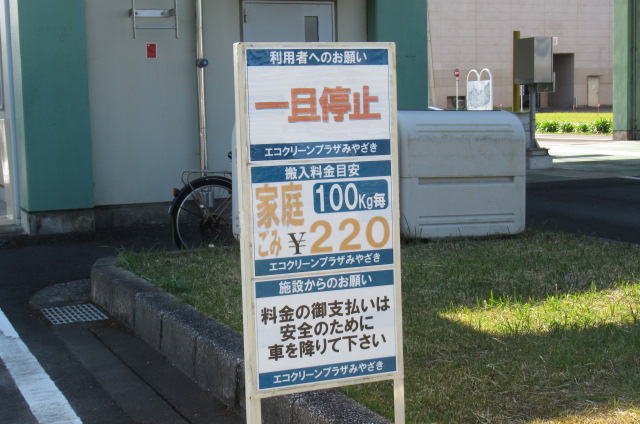 利用者へのお願い
一旦停止
エコクリーンプラザみやざき
搬入料金目安
家庭ごみ
100Kg毎
￥220
エコクリーンプラザみやざき
施設からのお願い
料金の御支払いは
安全のために
車を降りて下さい
エコクリーンプラザみやざき